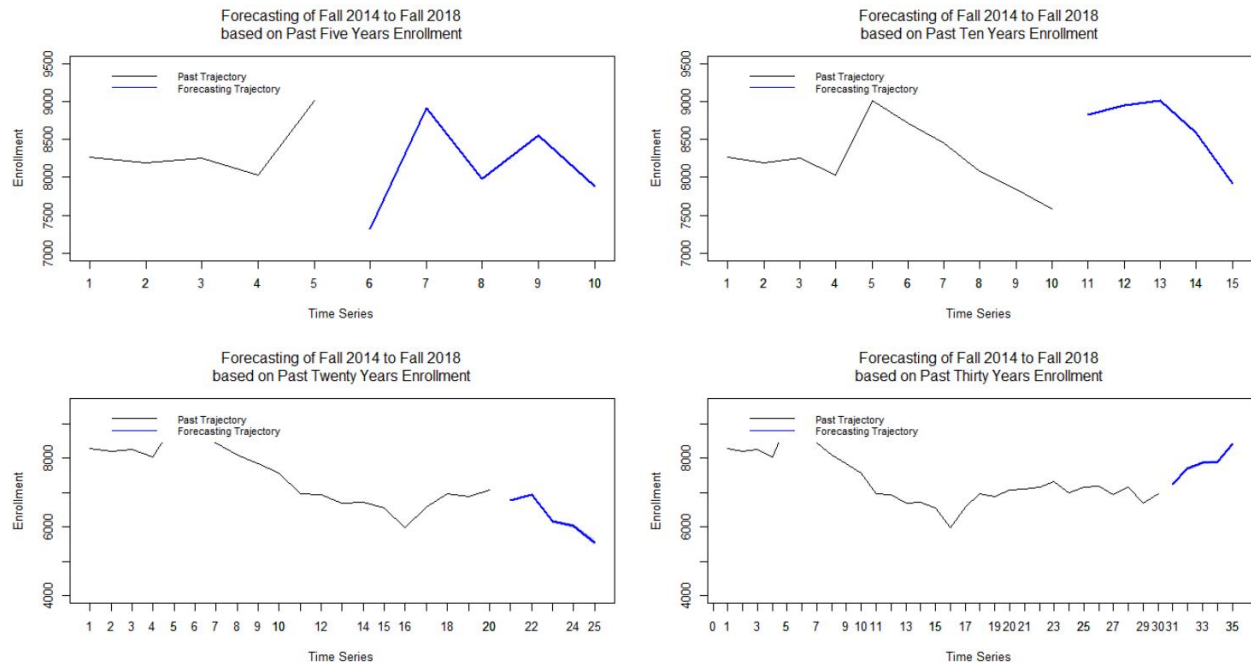 Forecasting of Fall 2014 to Fall 2018
based on Past Five Years Enrollment
Past Trajectory
Forecasting Trajectory
Enrollment
9500
9000
8500
8000
7500
7000
1 2 3 4 5 6 7 8 9 10
Time Series
Forecasting of Fall 2014 to Fall 2018
based on Past Ten Years Enrollment
Past Trajectory
Forecasting Trajectory
Enrollment
9500
9000
8500
8000
7500
7000
1 2 3 4 5 6 7 8 9 10 11 12 13 14 15
Time Series
Forecasting of Fall 2014 to Fall 2018
based on Past Twenty Years Enrollment
Past Trajectory
Forecasting Trajectory
Enrollment
8000
6000
4000
1 2 3 4 5 6 7 8 9 10 12 14 15 16 20 22 24 25
Time Series
Forecasting of Fall 2014 to Fall 2018
based on Past Thirty Years Enrollment
Past Trajectory
Forecasting Trajectory
Enrollment
8000
6000
4000
0 1 3 5 7 9 10 11 13 15 17 19 20 21 23 25 27 29 30 31 33 35
Time Series